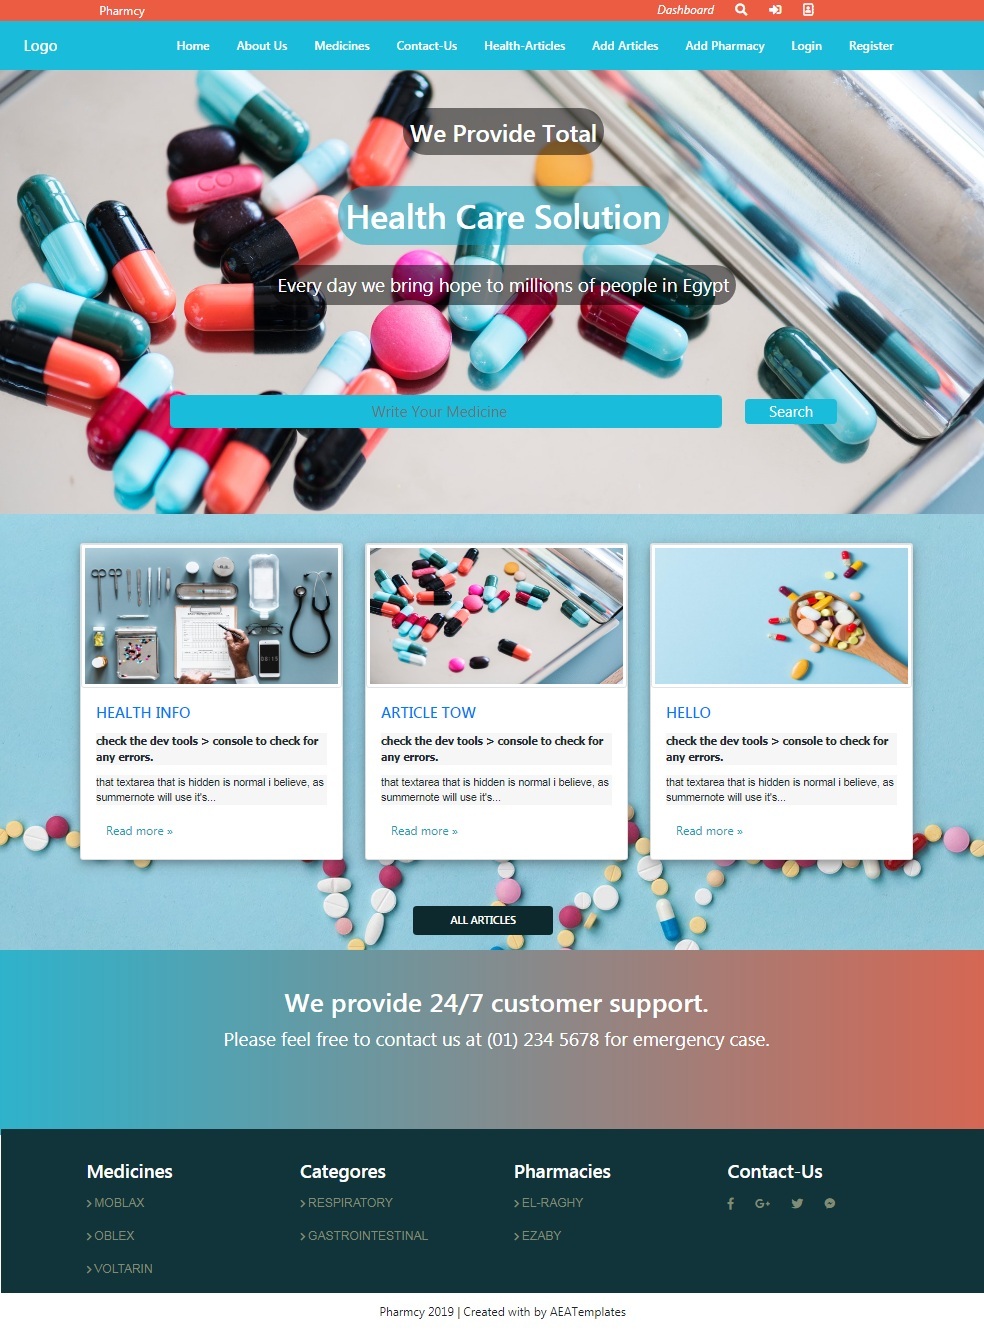 Pharmcy Dashboard
Logo Home About Us Medicines Contact-Us Health-Articles Add Articles Add Pharmacy Login Register
We Provide Total
Health Care Solution
Every day we bring hope to millions of people in Egypt
Write Your Medicine Search
HEALTH INFO
check the dev tools > console to check for
any errors.
that textarea that is hidden is normal i believe, as
summernote will use it's...
Read more »
ARTICLE TOW
check the dev tools > console to check for
any errors.
that textarea that is hidden is normal i believe, as
summernote will use it's...
Read more »
HELLO
check the dev tools > console to check for
any errors.
that textarea that is hidden is normal i believe, as
summernote will use it's...
Read more »
ALL ARTICLES
We provide 24/7 customer support.
Please feel free to contact us at (01) 234 5678 for emergency case.
Medicines
MOBLAX
OBLEX
VOLTARIN
Categores
RESPIRATORY
GASTROINTESTINAL
Pharmacies
EL-RAGHY
EZABY
Contact-Us
Pharmcy 2019 | Created with by AEATemplates